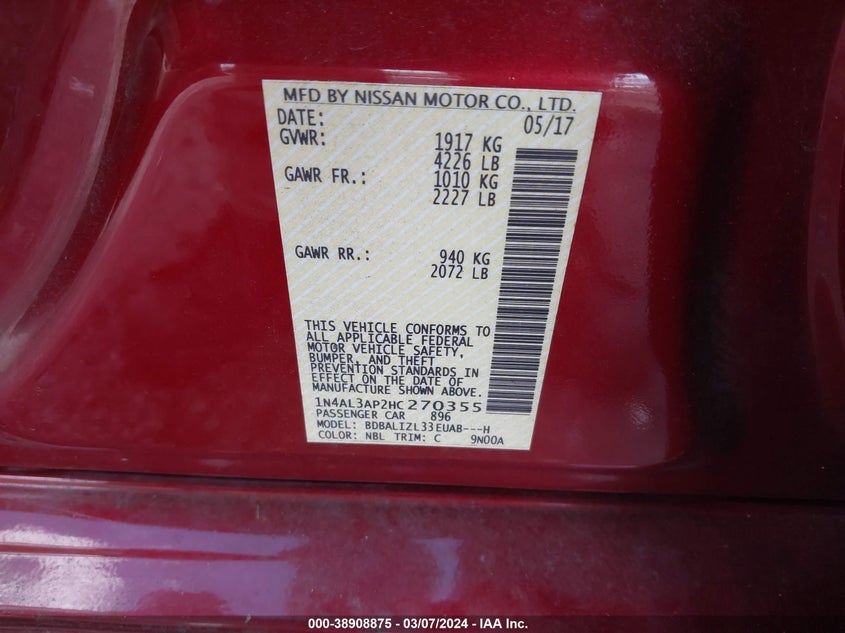 MFD BY NISSAN MOTOR CO., LTD.
DATE: 05/17
GVWR: 1917 KG
4226 LB
GAWR FR.: 1010 KG
2227 LB
GAWR RR.: 940 KG
2072 LB
THIS VEHICLE CONFORMS TO
ALL APPLICABLE FEDERAL
MOTOR VEHICLE SAFETY,
BUMPER, AND THEFT
PREVENTION STANDARDS IN
EFFECT ON THE DATE OF
MANUFACTURE SHOWN ABOVE.
1N4AL3AP2HC270355
PASSENGER CAR 896
MODEL: BDBALIZL33EUAB---H
COLOR: NBL TRIM: C 9N00A
000-38908875 - 03/07/2024 - IAA Inc.